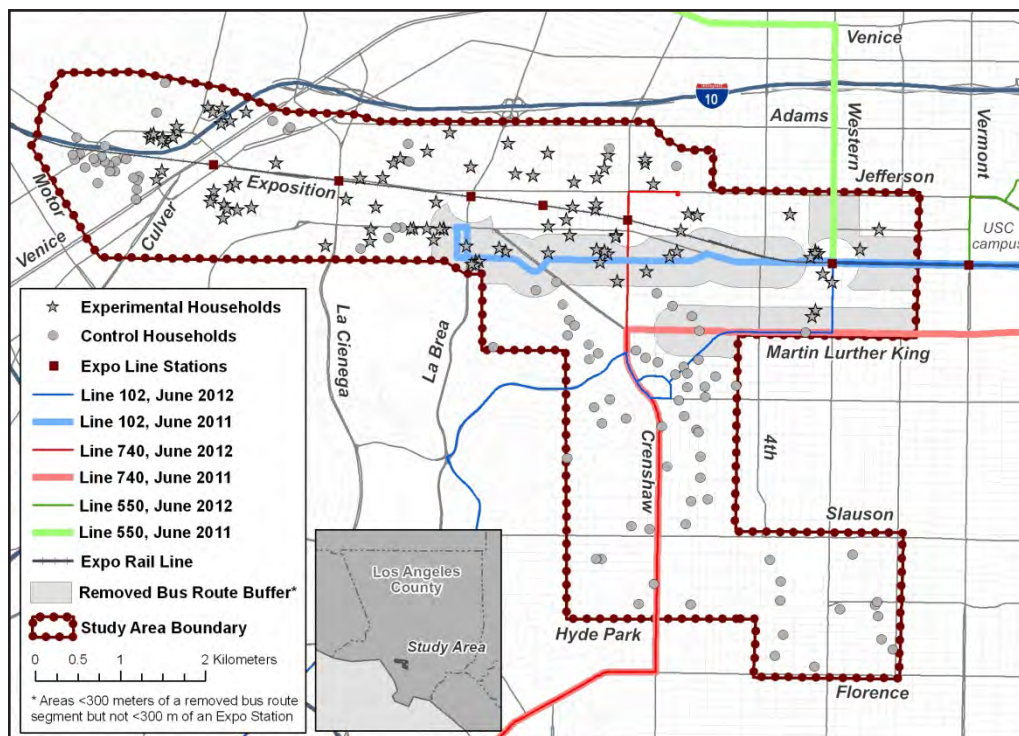 Venice
INTERSTATE
10
Adams
Western
Vermont
Jefferson
USC
campus
Motor
Venice
Culver
Exposition
Experimental Households
Control Households
Expo Line Stations
Line 102, June 2012
Line 102, June 2011
Line 740, June 2012
Line 740, June 2011
Line 550, June 2012
Line 550, June 2011
Expo Rail Line
Removed Bus Route Buffer*
Study Area Boundary
0 0.5 1 2 Kilometers
* Areas <300 meters of a removed bus route
segment but not <300 m of an Expo Station
La Cienega
La Brea
Martin Lurther King
Crenshaw
4th
Slauson
Los Angeles
County
Study Area
Hyde Park
Florence